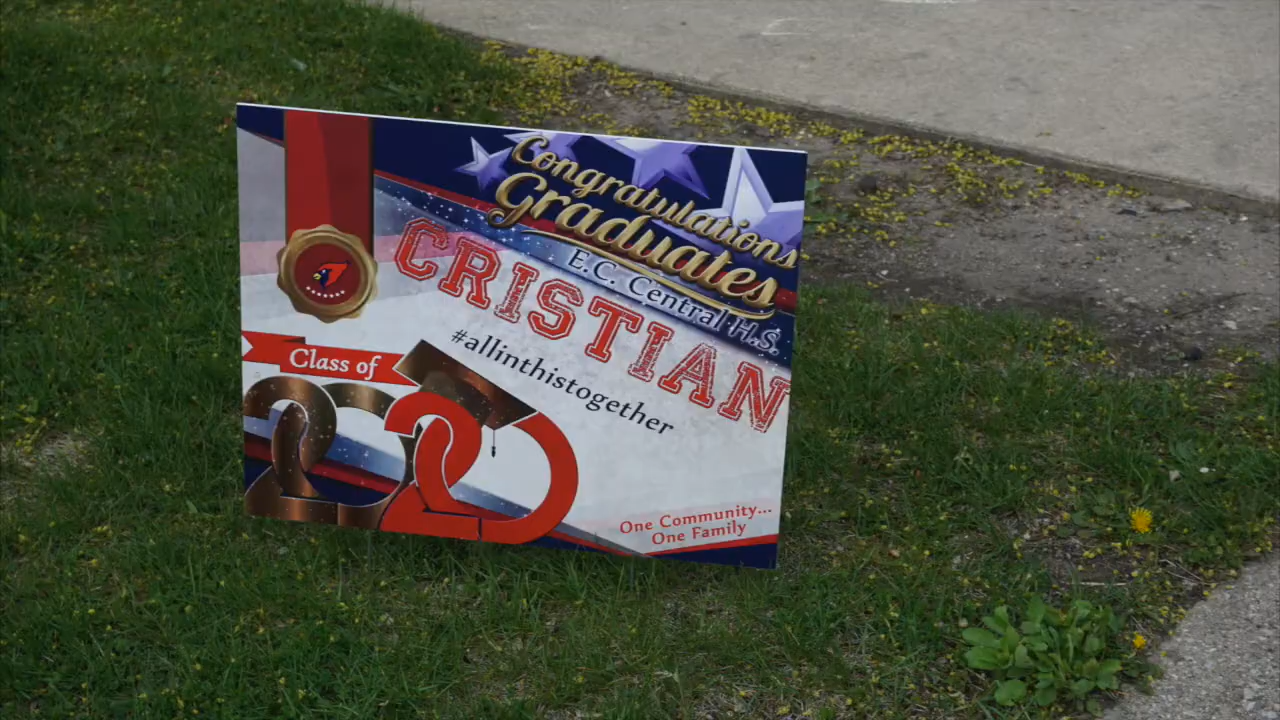 Congratulations
Graduates
E.C. Central H.S.
CRISTIAN
#allinthistogether
Class of
2020
One Community...
One Family